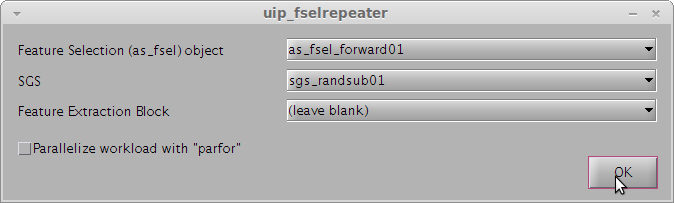 uip_fselrepeater
Feature Selection (as_fsel) object as_fsel_forward01
SGS sgs_randsub01
Feature Extraction Block (leave blank)
Parallelize workload with "parfor"
OK